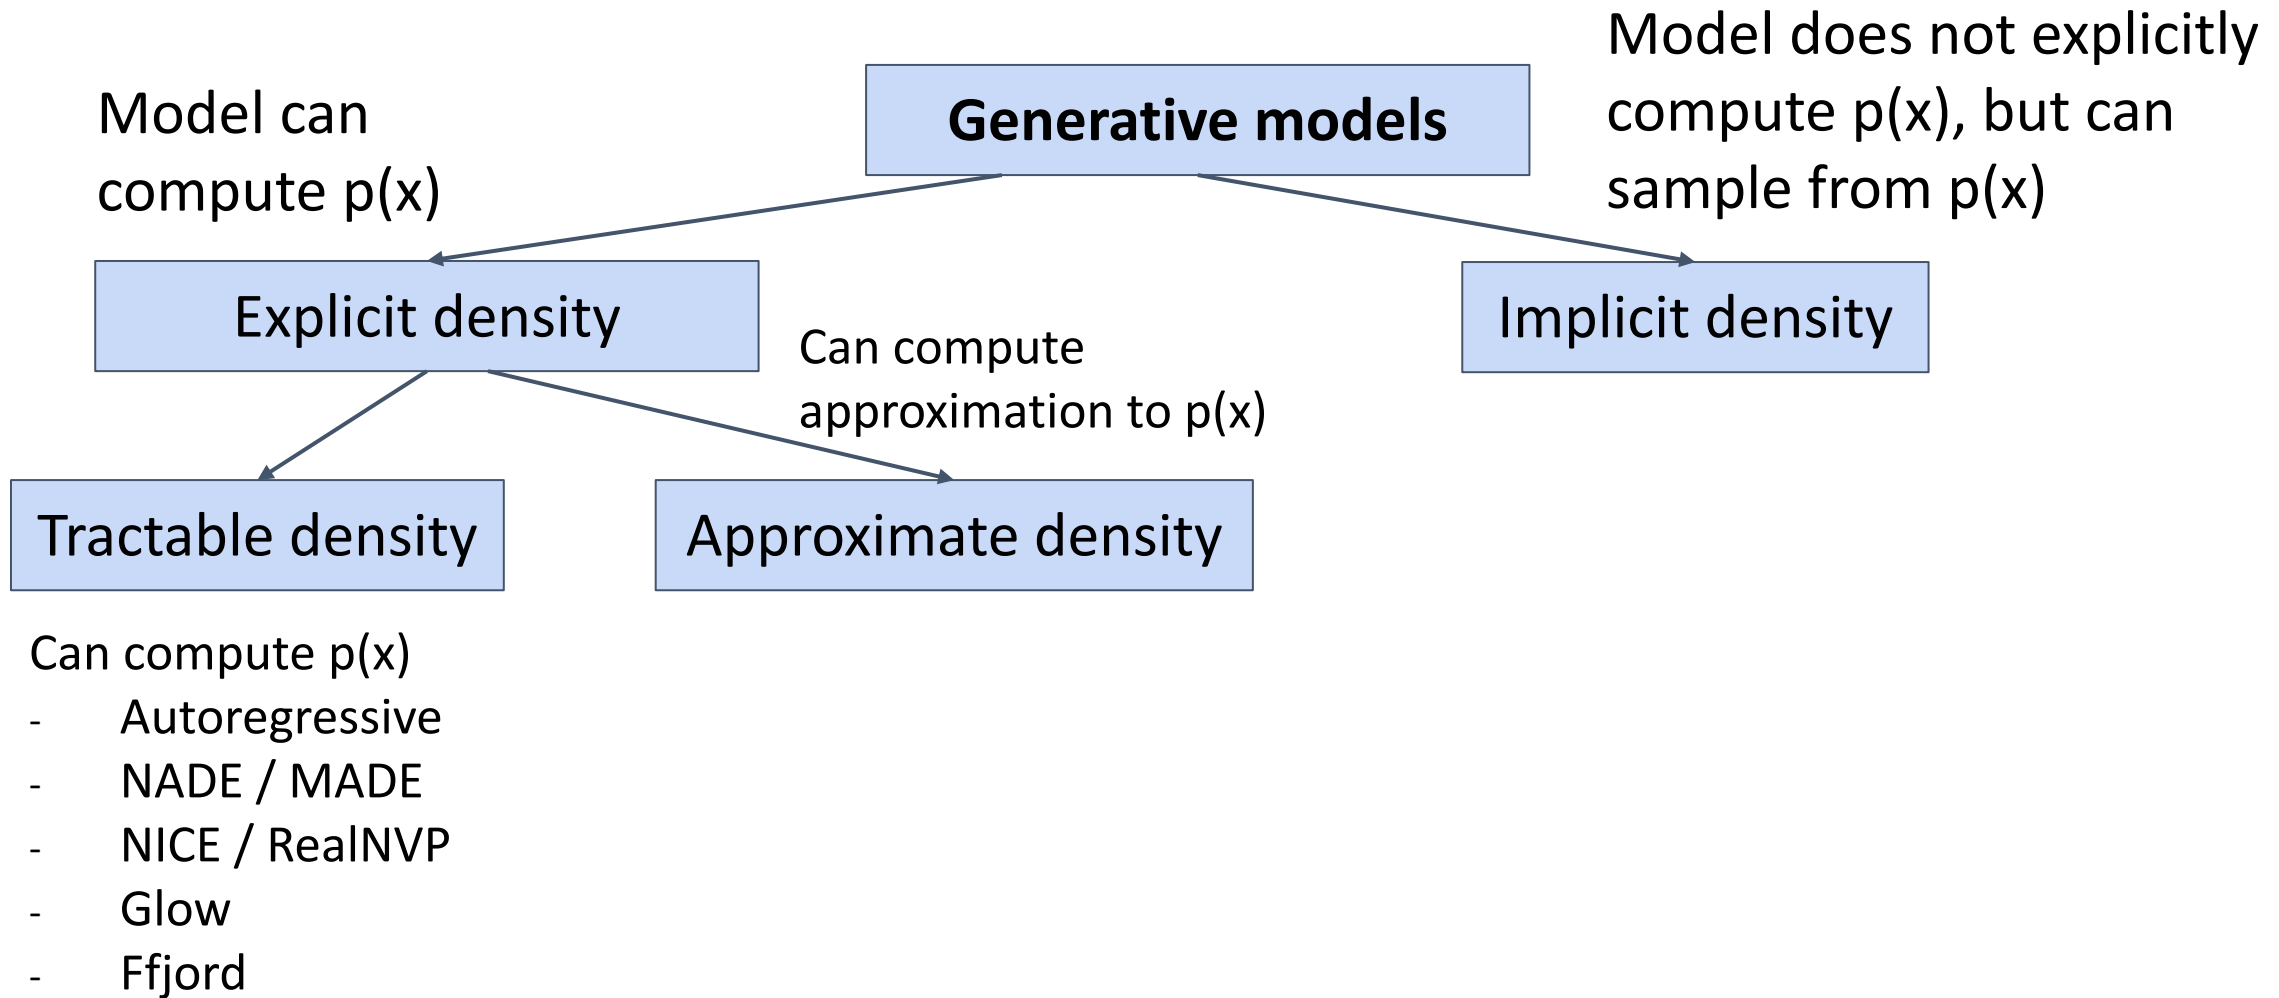 Generative models
Model can
compute p(x)
Model does not explicitly
compute p(x), but can
sample from p(x)
Explicit density
Implicit density
Can compute
approximation to p(x)
Tractable density
Approximate density
Can compute p(x)
- Autoregressive
- NADE / MADE
- NICE / RealNVP
- Glow
- Ffjord